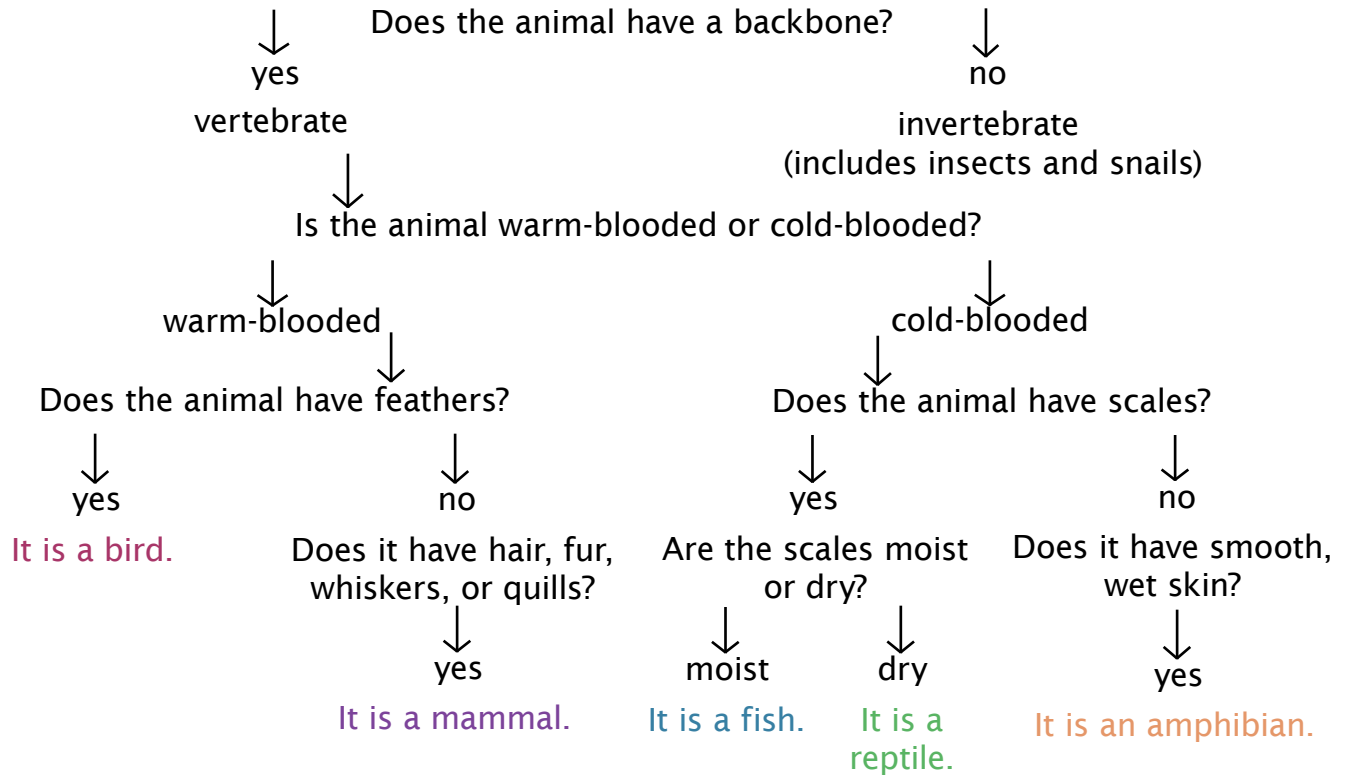 Does the animal have a backbone?
yes
no
vertebrate
invertebrate
(includes insects and snails)
Is the animal warm-blooded or cold-blooded?
warm-blooded
cold-blooded
Does the animal have feathers?
Does the animal have scales?
yes
no
yes
no
It is a bird.
Does it have hair, fur,
whiskers, or quills?
Are the scales moist
or dry?
Does it have smooth,
wet skin?
yes
moist
dry
yes
It is a mammal.
It is a fish.
It is a
reptile.
It is an amphibian.